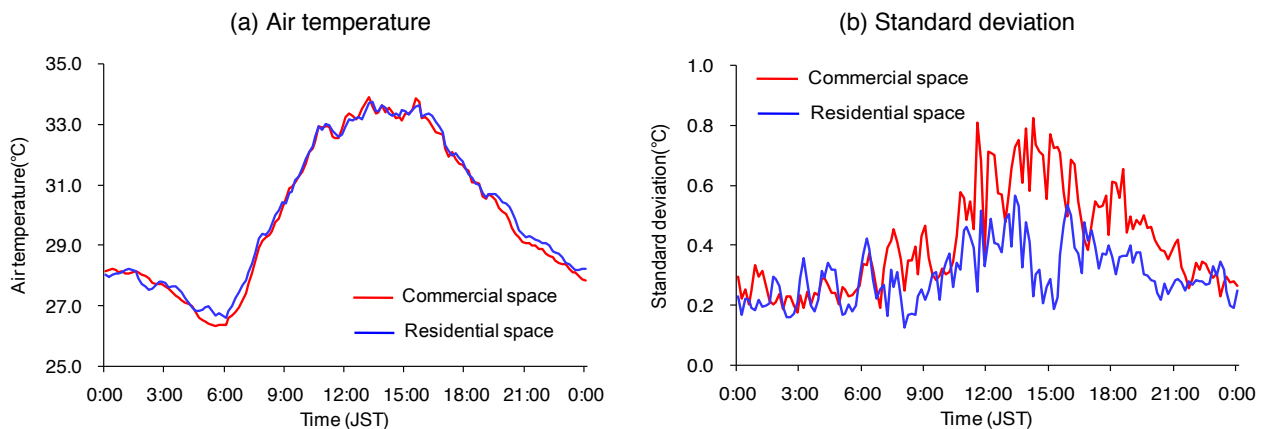 (a) Air temperature
35.0
33.0
31.0
29.0
27.0
25.0
Air temperature(°C)
Commercial space
Residential space
0:00 3:00 6:00 9:00 12:00 15:00 18:00 21:00 0:00
Time (JST)
(b) Standard deviation
1.0
0.8
0.6
0.4
0.2
0.0
Standard deviation(°C)
Commercial space
Residential space
0:00 3:00 6:00 9:00 12:00 15:00 18:00 21:00 0:00
Time (JST)